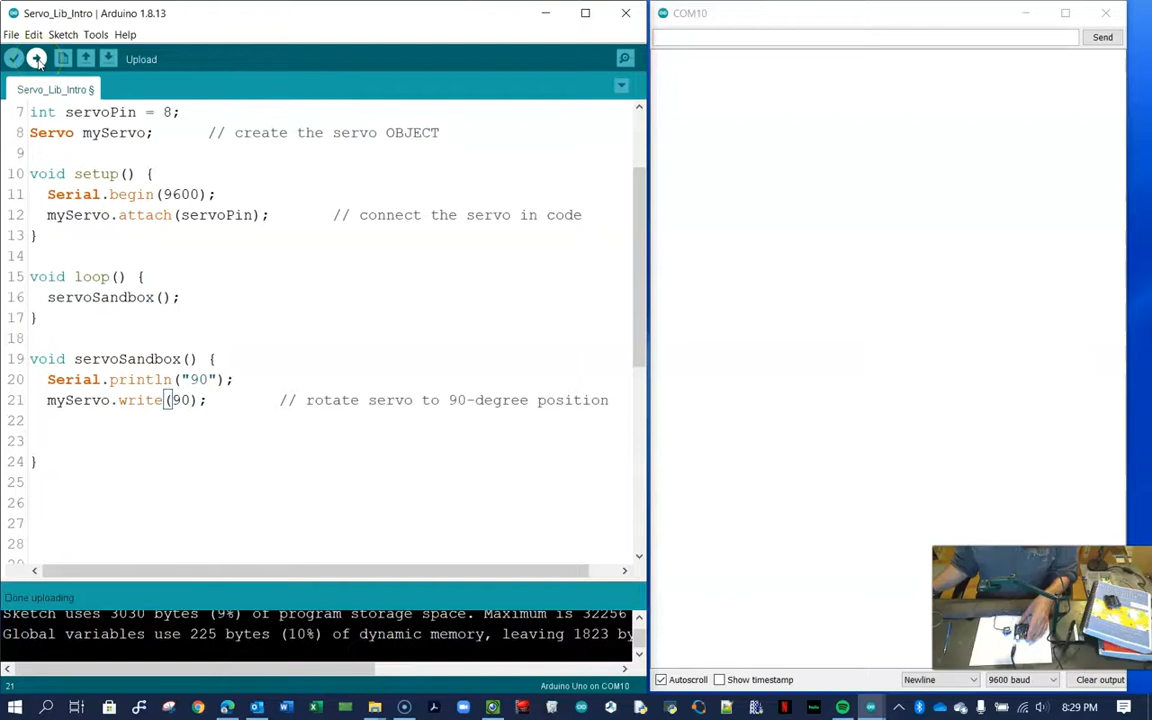 Servo_Lib_Intro | Arduino 1.8.13
File Edit Sketch Tools Help
Upload
Servo_Lib_Intro §
7 int servoPin = 8;
8 Servo myServo; // create the servo OBJECT
9
10 void setup() {
11 Serial.begin(9600);
12 myServo.attach(servoPin); // connect the servo in code
13 }
14
15 void loop() {
16 servoSandbox();
17 }
18
19 void servoSandbox() {
20 Serial.println("90");
21 myServo.write(90); // rotate servo to 90-degree position
22
23
24 }
25
26
27
28
Done uploading
Sketch uses 3030 bytes (9%) of program storage space. Maximum is 32256
Global variables use 225 bytes (10%) of dynamic memory, leaving 1823 by
21 Arduino Uno on COM10
COM10
Send
Autoscroll Show timestamp Newline 9600 baud Clear output
8:29 PM